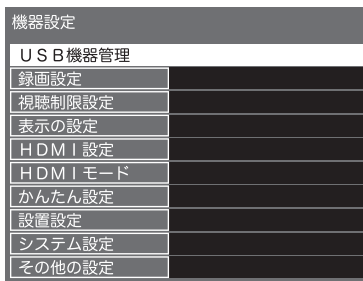 機器設定
ＵＳＢ機器管理
録画設定
視聴制限設定
表示の設定
ＨＤＭＩ設定
ＨＤＭＩモード
かんたん設定
設置設定
システム設定
その他の設定